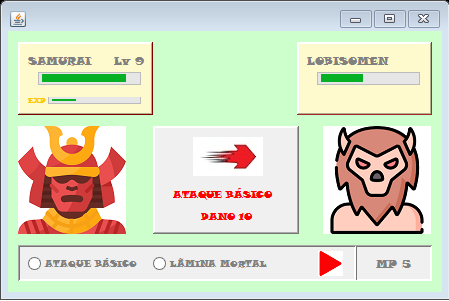 SAMURAI Lv 9
EXP
LOBISOMEN
ATAQUE BÁSICO
DANO 10
ATAQUE BÁSICO
LÂMINA MORTAL
MP 5